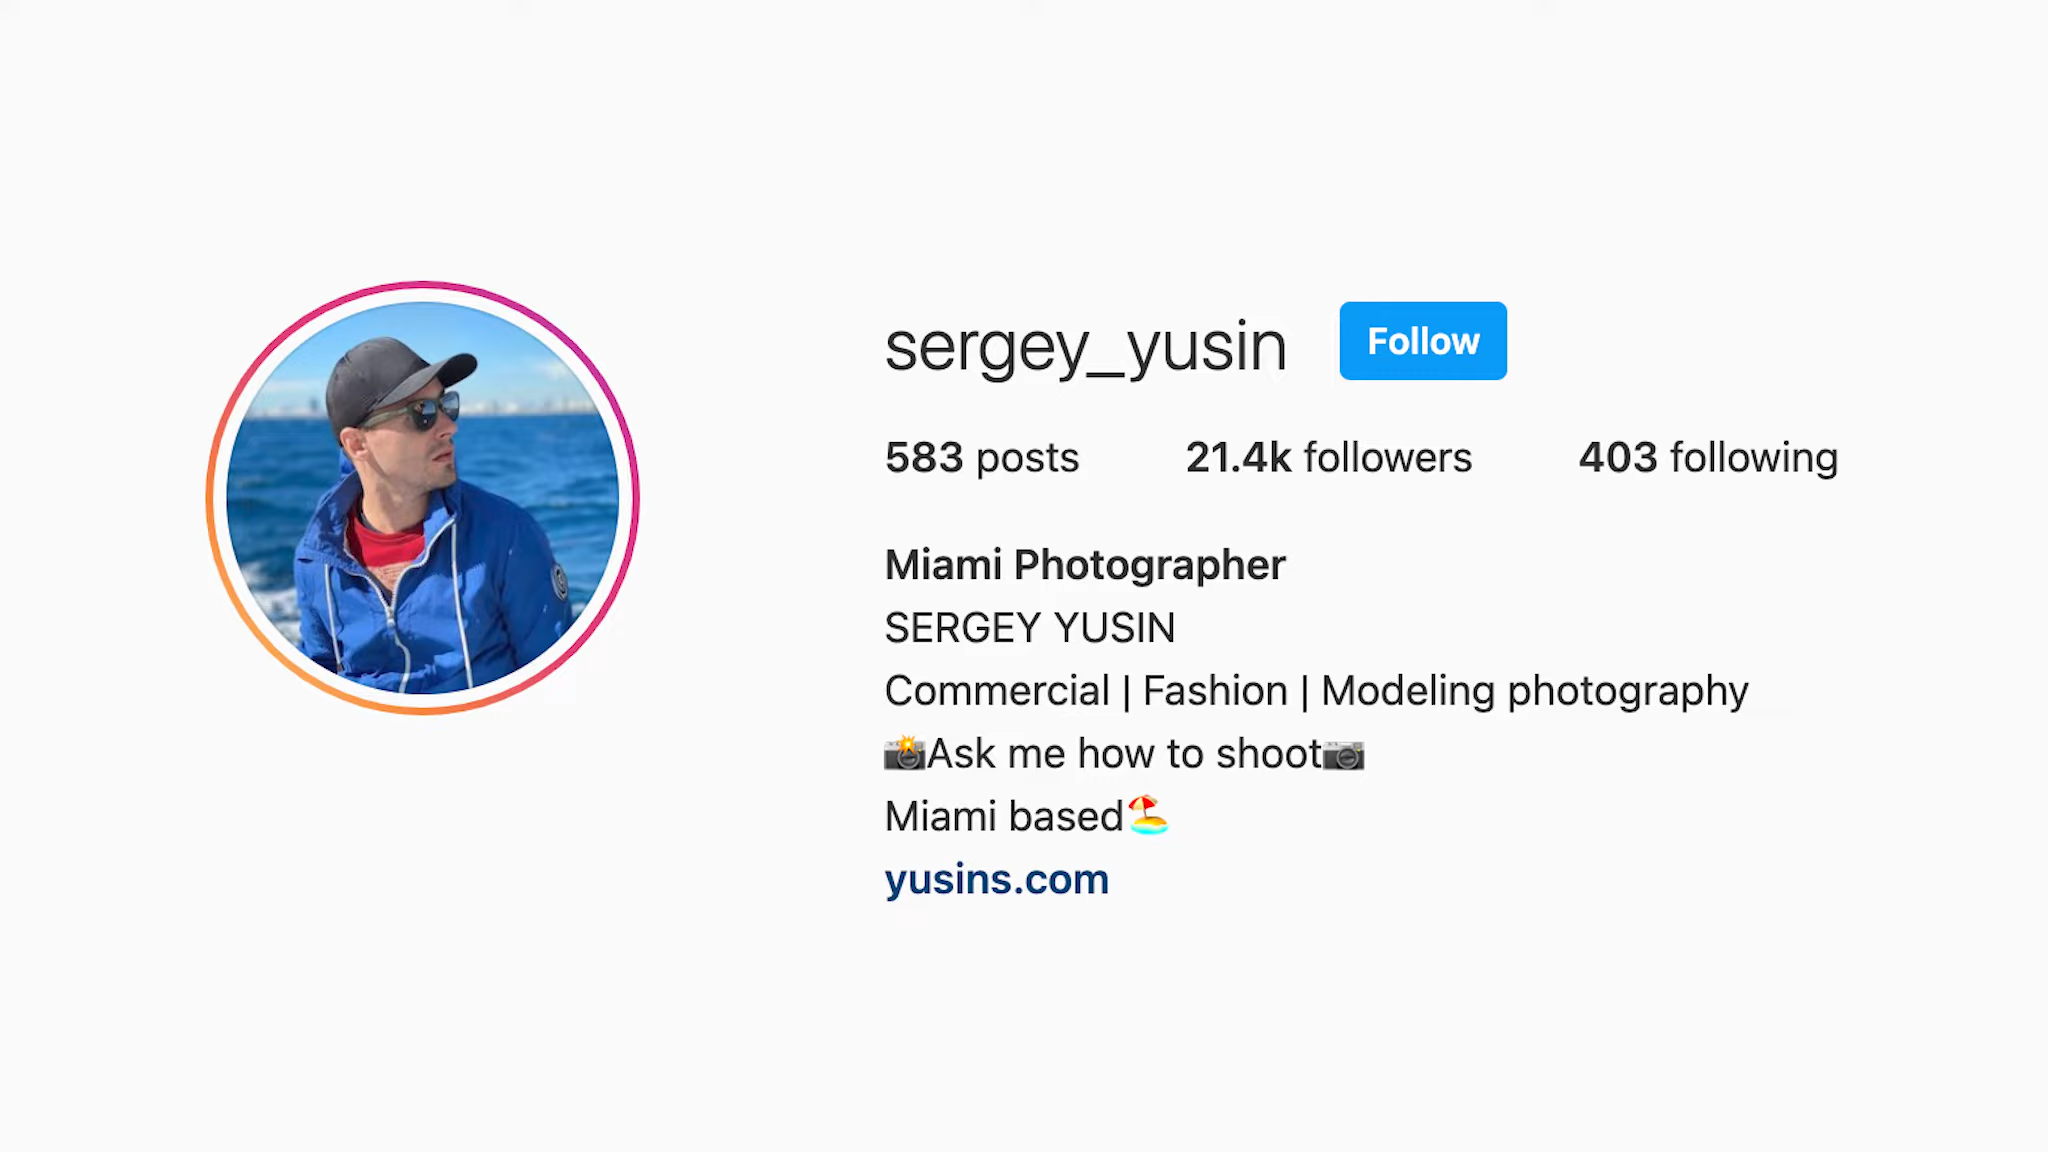 sergey_yusin Follow
583 posts 21.4k followers 403 following
Miami Photographer
SERGEY YUSIN
Commercial | Fashion | Modeling photography
📸Ask me how to shoot📷
Miami based🏖️
yusins.com